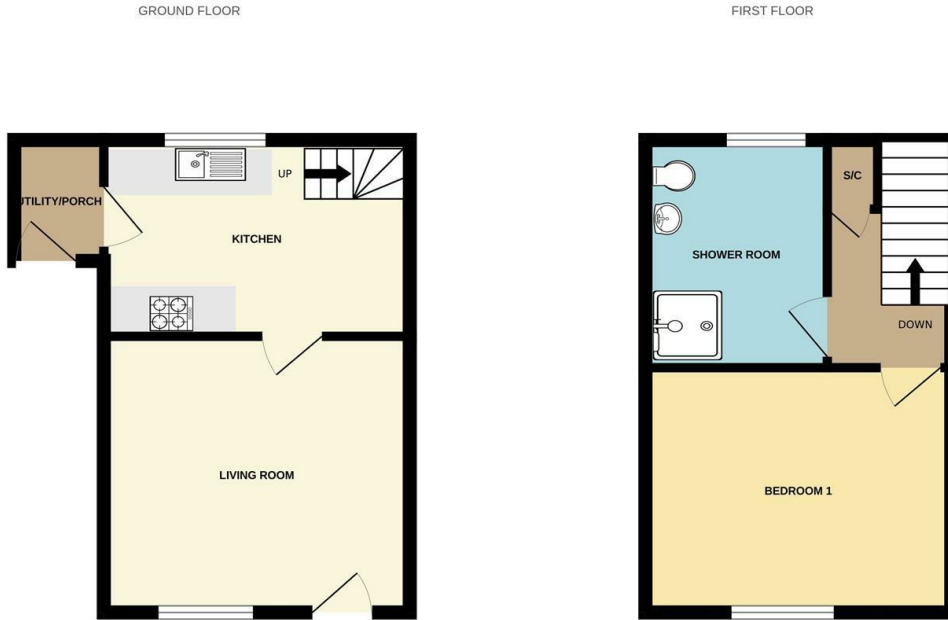 GROUND FLOOR
FIRST FLOOR
UTILITY/PORCH
UP
KITCHEN
LIVING ROOM
S/C
SHOWER ROOM
DOWN
BEDROOM 1